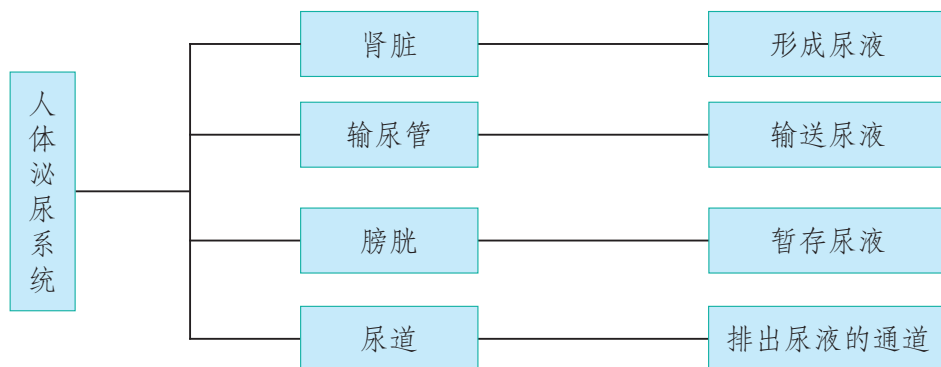 人体泌尿系统
肾脏
形成尿液
输尿管
输送尿液
膀胱
暂存尿液
尿道
排出尿液的通道